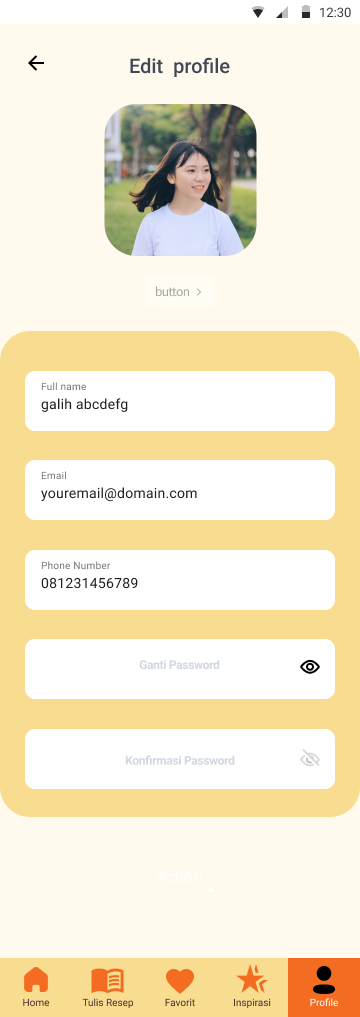 12:30
Edit profile
button
Full name
galih abcdefg
Email
youremail@domain.com
Phone Number
081231456789
Ganti Password
Konfirmasi Password
Action
Home
Tulis Resep
Favorit
Inspirasi
Profile